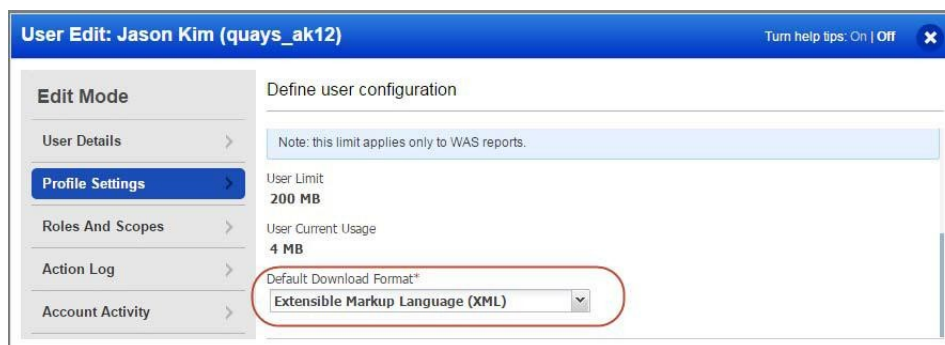 User Edit: Jason Kim (quays_ak12)
Turn help tips: On | Off
Edit Mode
User Details
Profile Settings
Roles And Scopes
Action Log
Account Activity
Define user configuration
Note: this limit applies only to WAS reports.
User Limit
200 MB
User Current Usage
4 MB
Default Download Format*
Extensible Markup Language (XML)